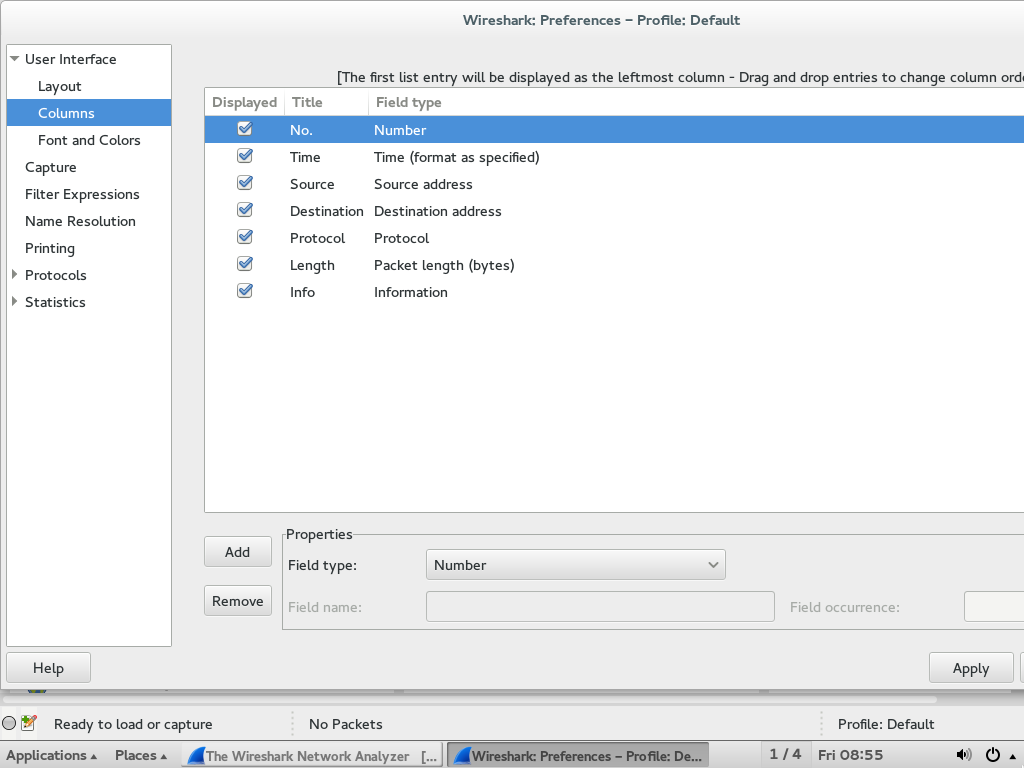 Wireshark: Preferences – Profile: Default
User Interface
Layout
Columns
Font and Colors
Capture
Filter Expressions
Name Resolution
Printing
Protocols
Statistics
[The first list entry will be displayed as the leftmost column - Drag and drop entries to change column orde
Displayed Title Field type
No. Number
Time Time (format as specified)
Source Source address
Destination Destination address
Protocol Protocol
Length Packet length (bytes)
Info Information
Add
Remove
Properties
Field type: Number
Field name: Field occurrence:
Help Apply
Ready to load or capture No Packets Profile: Default
Applications Places The Wireshark Network Analyzer [... Wireshark: Preferences – Profile: De... 1 / 4 Fri 08:55